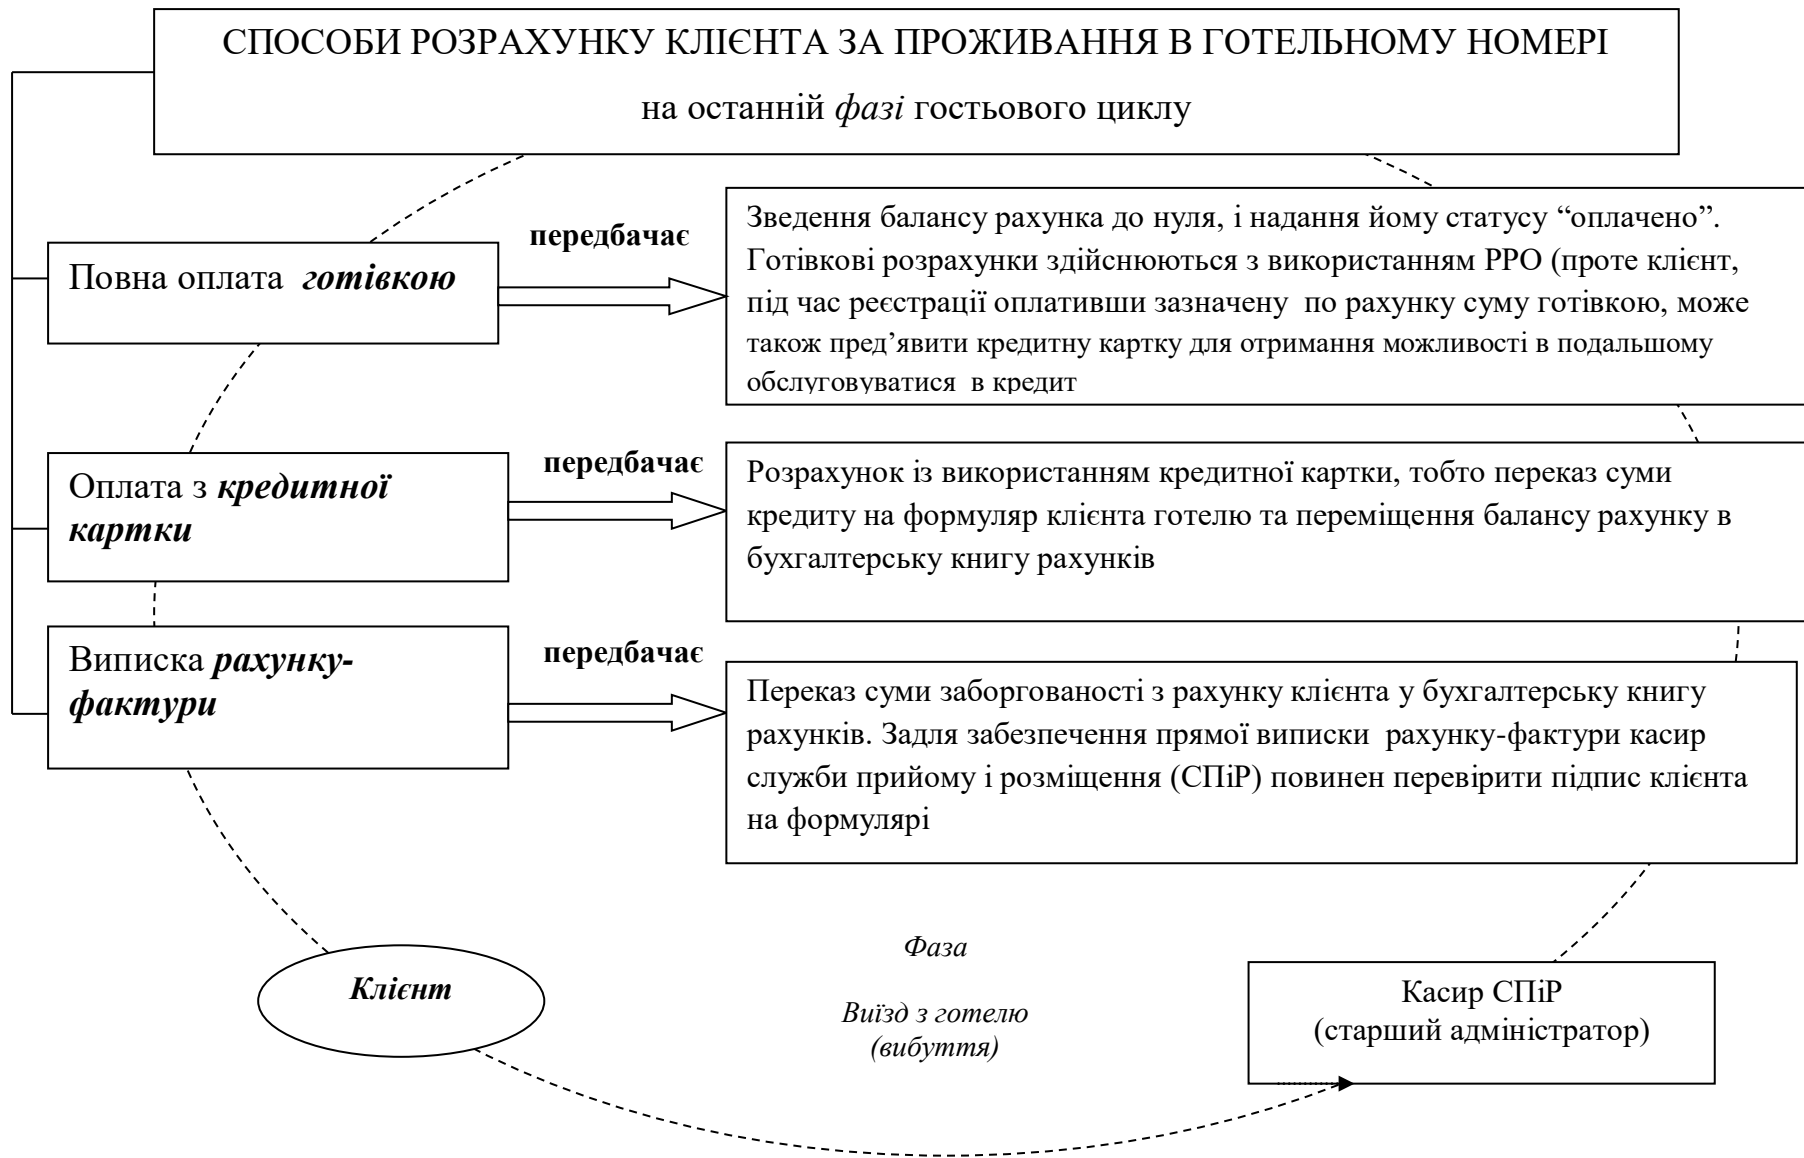 СПОСОБИ РОЗРАХУНКУ КЛІЄНТА ЗА ПРОЖИВАННЯ В ГОТЕЛЬНОМУ НОМЕРІ
на останній фазі гостьового циклу
Повна оплата готівкою
передбачає
Зведення балансу рахунка до нуля, і надання йому статусу “оплачено”.
Готівкові розрахунки здійснюються з використанням РРО (проте клієнт,
під час реєстрації оплативши зазначену по рахунку суму готівкою, може
також пред’явити кредитну картку для отримання можливості в подальшому
обслуговуватися в кредит
Оплата з кредитної
картки
передбачає
Розрахунок із використанням кредитної картки, тобто переказ суми
кредиту на формуляр клієнта готелю та переміщення балансу рахунку в
бухгалтерську книгу рахунків
Виписка рахунку-
фактури
передбачає
Переказ суми заборгованості з рахунку клієнта у бухгалтерську книгу
рахунків. Задля забезпечення прямої виписки рахунку-фактури касир
служби прийому і розміщення (СПіР) повинен перевірити підпис клієнта
на формулярі
Клієнт
Фаза
Виїзд з готелю
(вибуття)
Касир СПіР
(старший адміністратор)